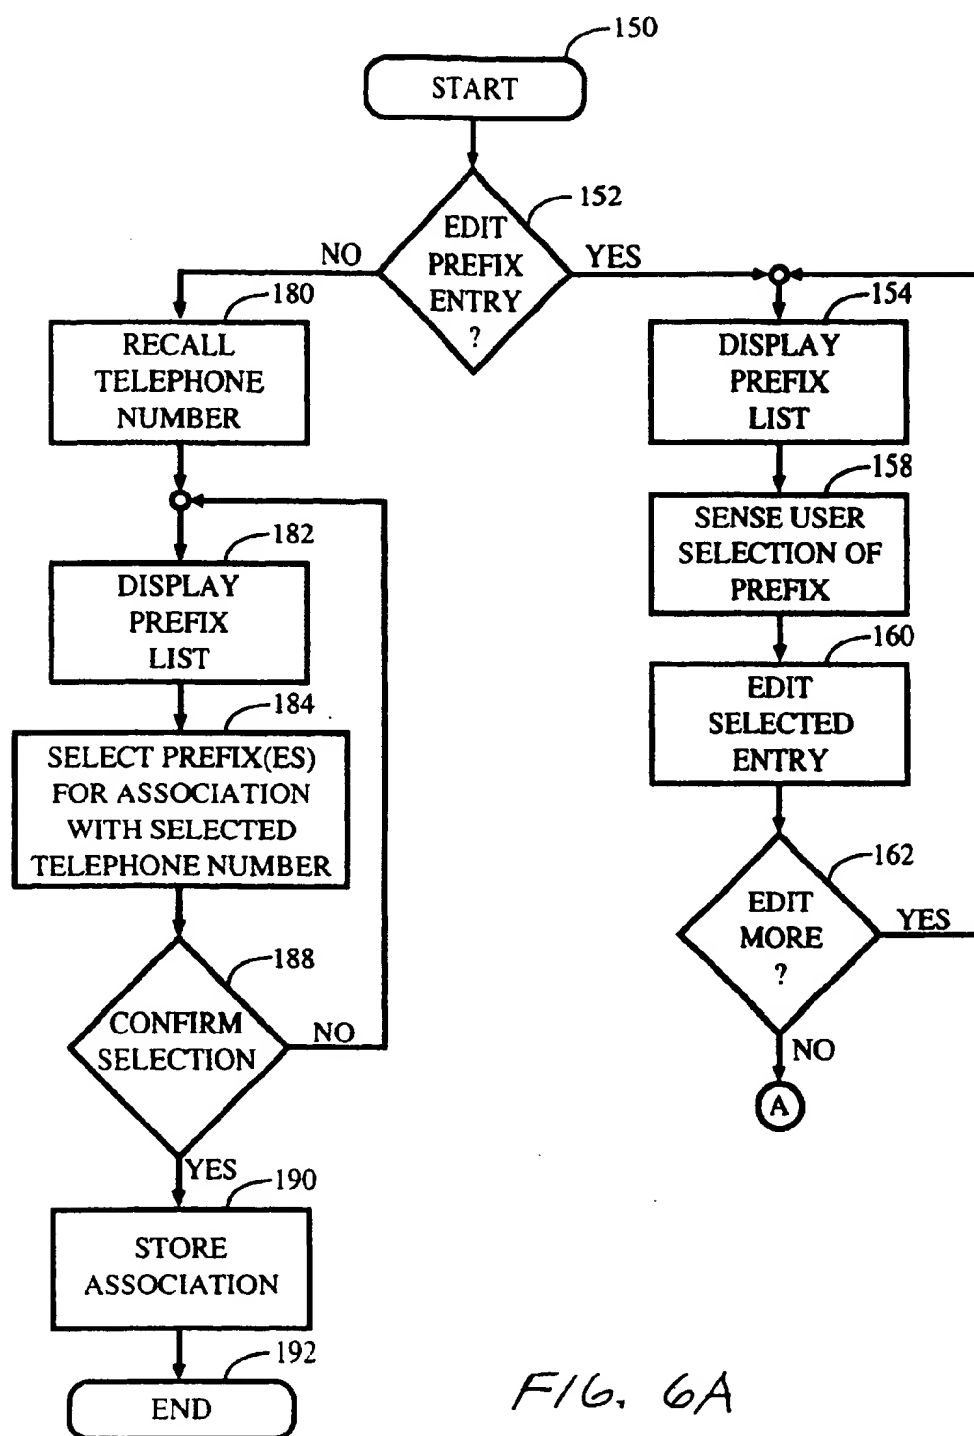 150
START
152
EDIT
PREFIX
ENTRY
?
NO
YES
180
RECALL
TELEPHONE
NUMBER
154
DISPLAY
PREFIX
LIST
158
SENSE USER
SELECTION OF
PREFIX
182
DISPLAY
PREFIX
LIST
160
EDIT
SELECTED
ENTRY
184
SELECT PREFIX(ES)
FOR ASSOCIATION
WITH SELECTED
TELEPHONE NUMBER
162
EDIT
MORE
?
YES
NO
A
188
CONFIRM
SELECTION
NO
YES
190
STORE
ASSOCIATION
192
END
FIG. 6A